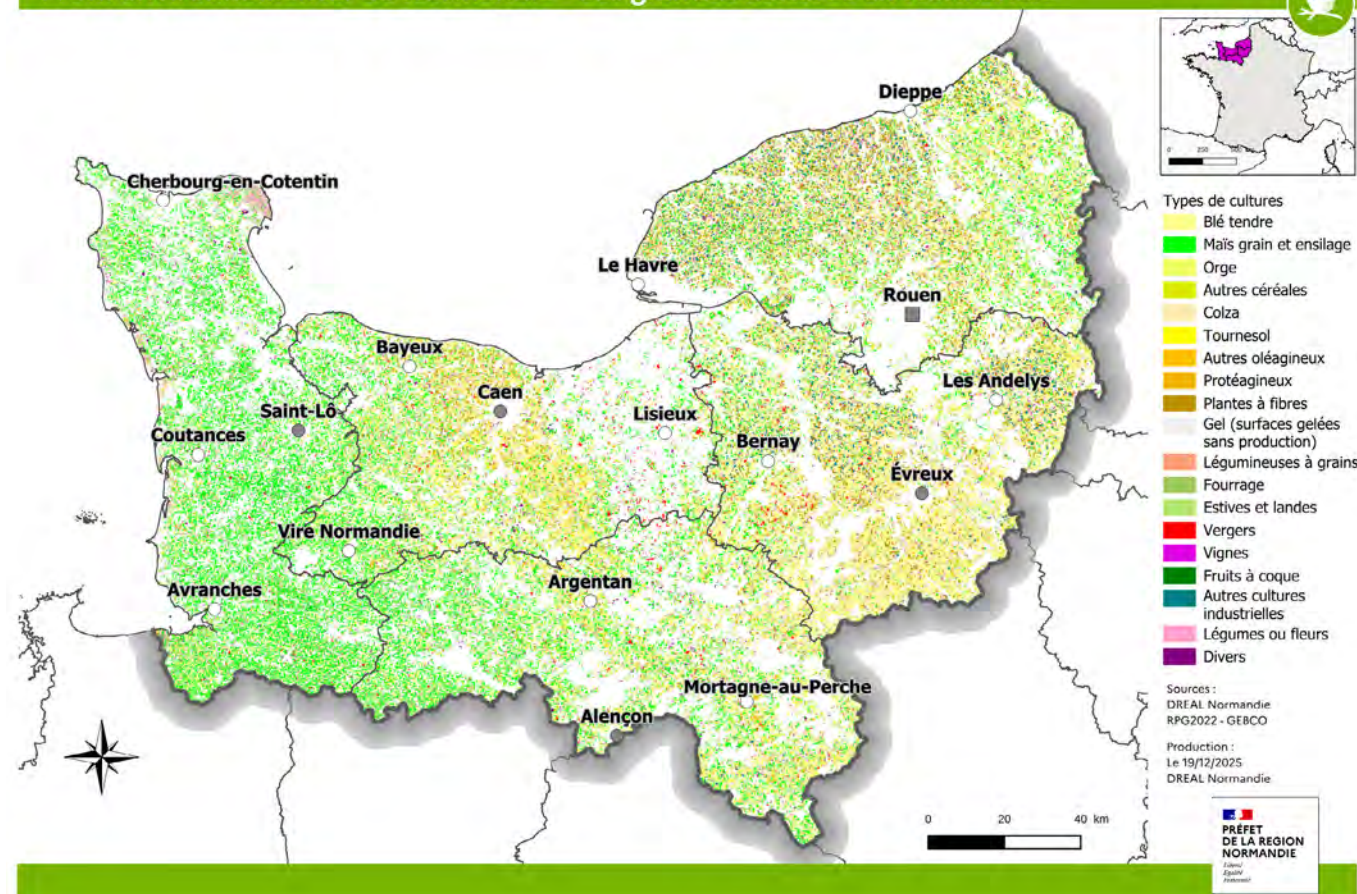 Dieppe
Cherbourg-en-Cotentin
Le Havre
Rouen
Bayeux
Caen
Les Andelys
Saint-Lô
Lisieux
Coutances
Bernay
Évreux
Vire Normandie
Argentan
Avranches
Mortagne-au-Perche
Alençon
0 20 40 km
0 250
Types de cultures
Blé tendre
Maïs grain et ensilage
Orge
Autres céréales
Colza
Tournesol
Autres oléagineux
Protéagineux
Plantes à fibres
Gel (surfaces gelées
sans production)
Légumineuses à grains
Fourrage
Estives et landes
Vergers
Vignes
Fruits à coque
Autres cultures
industrielles
Légumes ou fleurs
Divers
Sources :
DREAL Normandie
RPG2022 - GEBCO
Production :
Le 19/12/2025
DREAL Normandie
PRÉFET
DE LA REGION
NORMANDIE